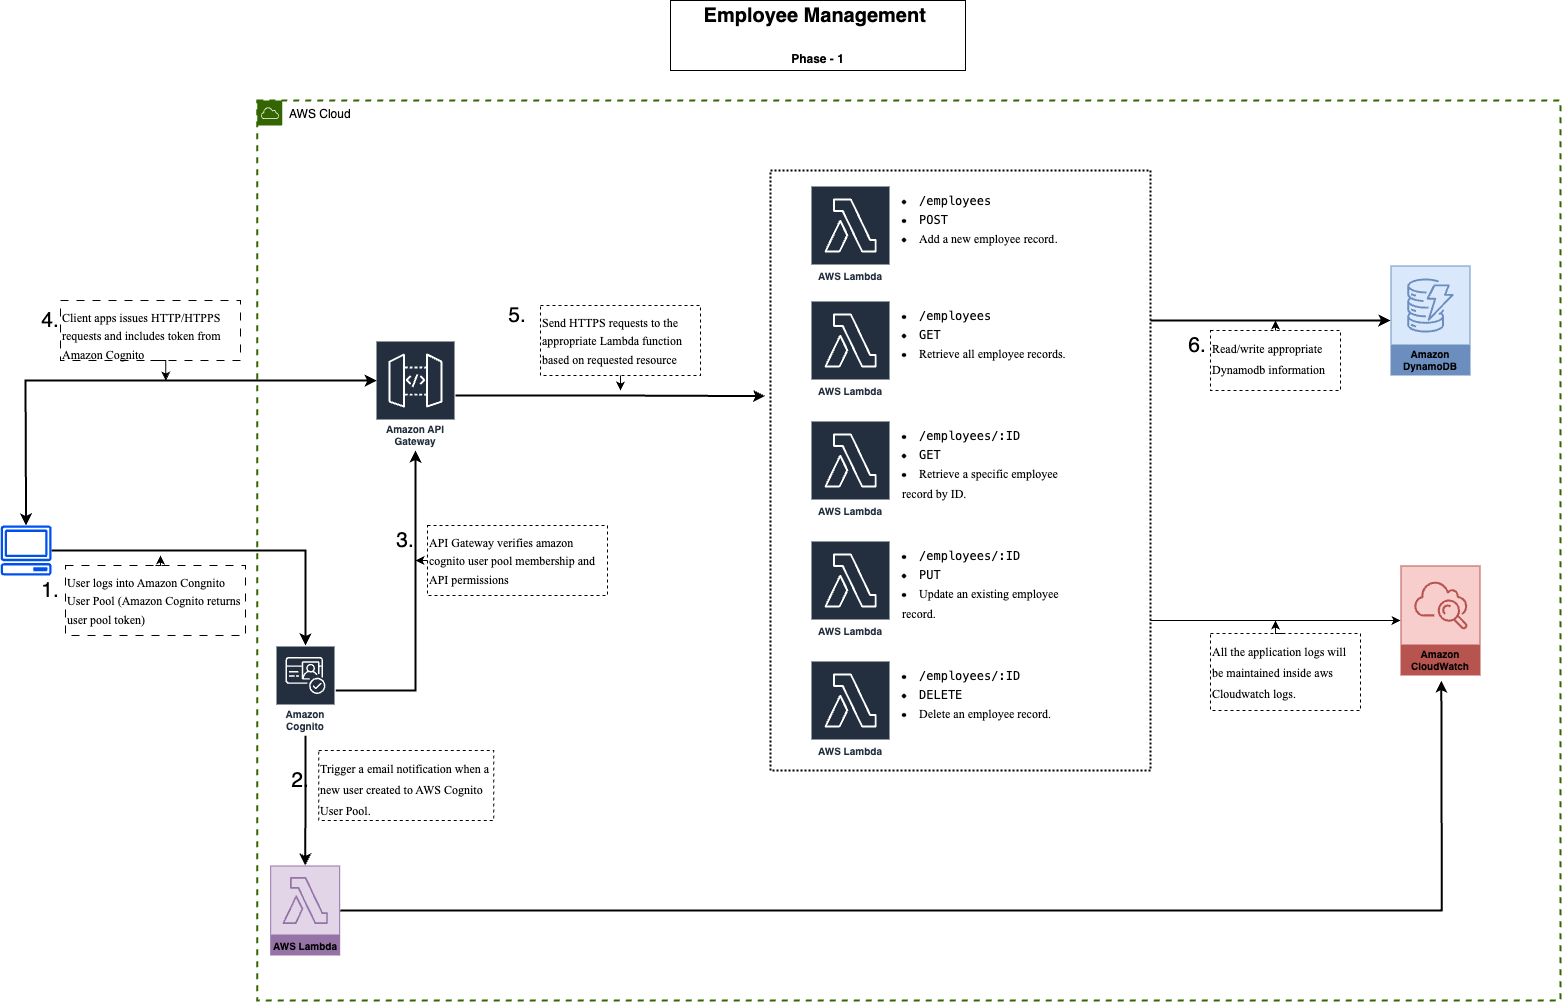 Employee Management
Phase - 1
AWS Cloud
4.
Client apps issues HTTP/HTPPS
requests and includes token from
Amazon Cognito
5.
Send HTTPS requests to the
appropriate Lambda function
based on requested resource
Amazon API
Gateway
AWS Lambda
• /employees
• POST
• Add a new employee record.
AWS Lambda
• /employees
• GET
• Retrieve all employee records.
AWS Lambda
• /employees/:ID
• GET
• Retrieve a specific employee
record by ID.
AWS Lambda
• /employees/:ID
• PUT
• Update an existing employee
record.
AWS Lambda
• /employees/:ID
• DELETE
• Delete an employee record.
6.
Read/write appropriate
Dynamodb information
Amazon
DynamoDB
1.
User logs into Amazon Congnito
User Pool (Amazon Cognito returns
user pool token)
3.
API Gateway verifies amazon
cognito user pool membership and
API permissions
All the application logs will
be maintained inside aws
Cloudwatch logs.
Amazon
CloudWatch
Amazon
Cognito
2.
Trigger a email notification when a
new user created to AWS Cognito
User Pool.
AWS Lambda